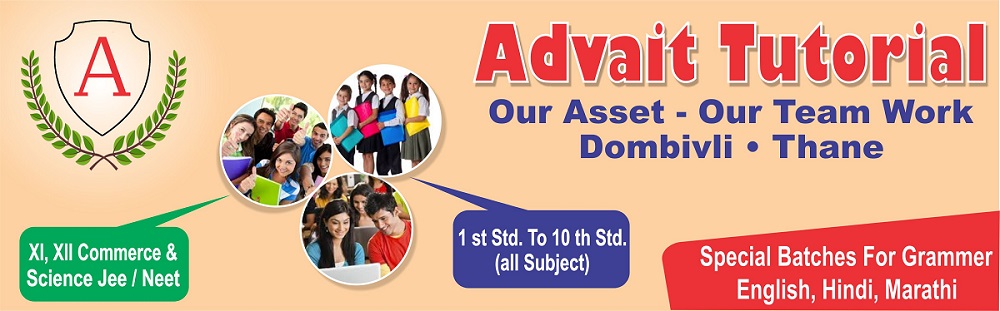 A
Advait Tutorial
Our Asset - Our Team Work
Dombivli • Thane
XI, XII Commerce &
Science Jee / Neet
1 st Std. To 10 th Std.
(all Subject)
Special Batches For Grammer
English, Hindi, Marathi